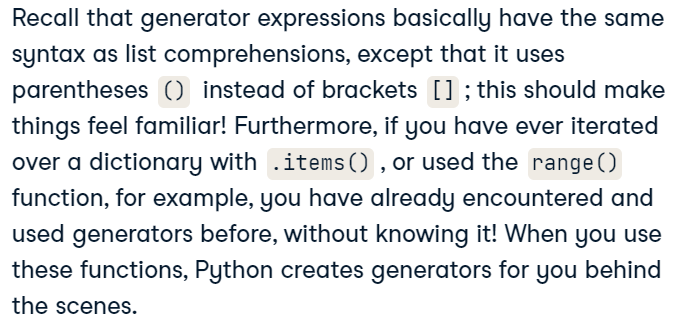 Recall that generator expressions basically have the same
syntax as list comprehensions, except that it uses
parentheses () instead of brackets []; this should make
things feel familiar! Furthermore, if you have ever iterated
over a dictionary with .items(), or used the range()
function, for example, you have already encountered and
used generators before, without knowing it! When you use
these functions, Python creates generators for you behind
the scenes.